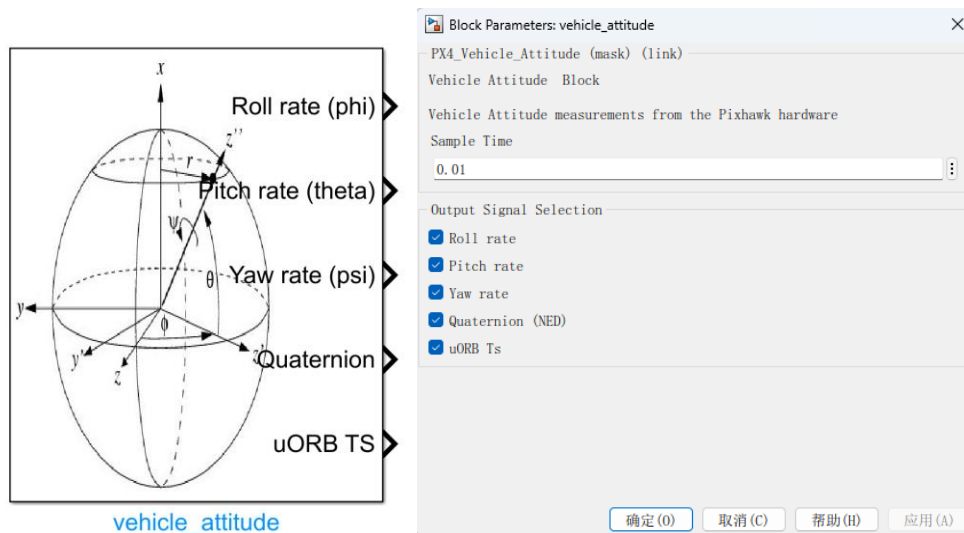 x
Roll rate (phi)
z''
r
Pitch rate (theta)
ψ
Yaw rate (psi)
θ
y
ϕ
y'
z
z'
Quaternion
uORB TS
vehicle_attitude
Block Parameters: vehicle_attitude
PX4_Vehicle_Attitude (mask) (link)
Vehicle Attitude Block
Vehicle Attitude measurements from the Pixhawk hardware
Sample Time
0.01
Output Signal Selection
Roll rate
Pitch rate
Yaw rate
Quaternion (NED)
uORB Ts
确定(O) 取消(C) 帮助(H) 应用(A)